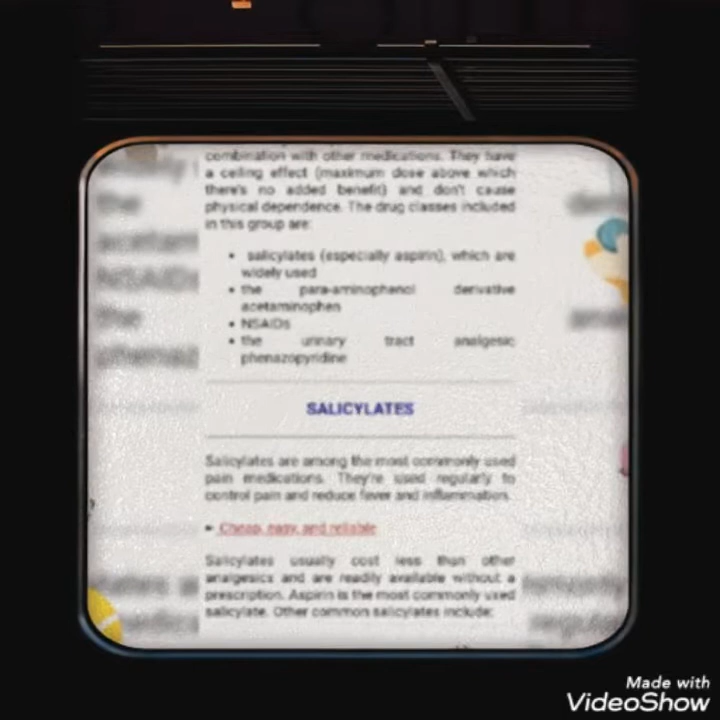 combination with other medications. They have
a ceiling effect (maximum dose above which
there's no added benefit) and don't cause
physical dependence. The drug classes included
in this group are:
• salicylates (especially aspirin), which are
widely used
• the para-aminophenol derivative
acetaminophen
• NSAIDs
• the urinary tract analgesic
phenazopyridine
SALICYLATES
Salicylates are among the most commonly used
pain medications. They're used regularly to
control pain and reduce fever and inflammation.
Cheap, easy, and reliable
Salicylates usually cost less than other
analgesics and are readily available without a
prescription. Aspirin is the most commonly used
salicylate. Other common salicylates include:
Made with
VideoShow